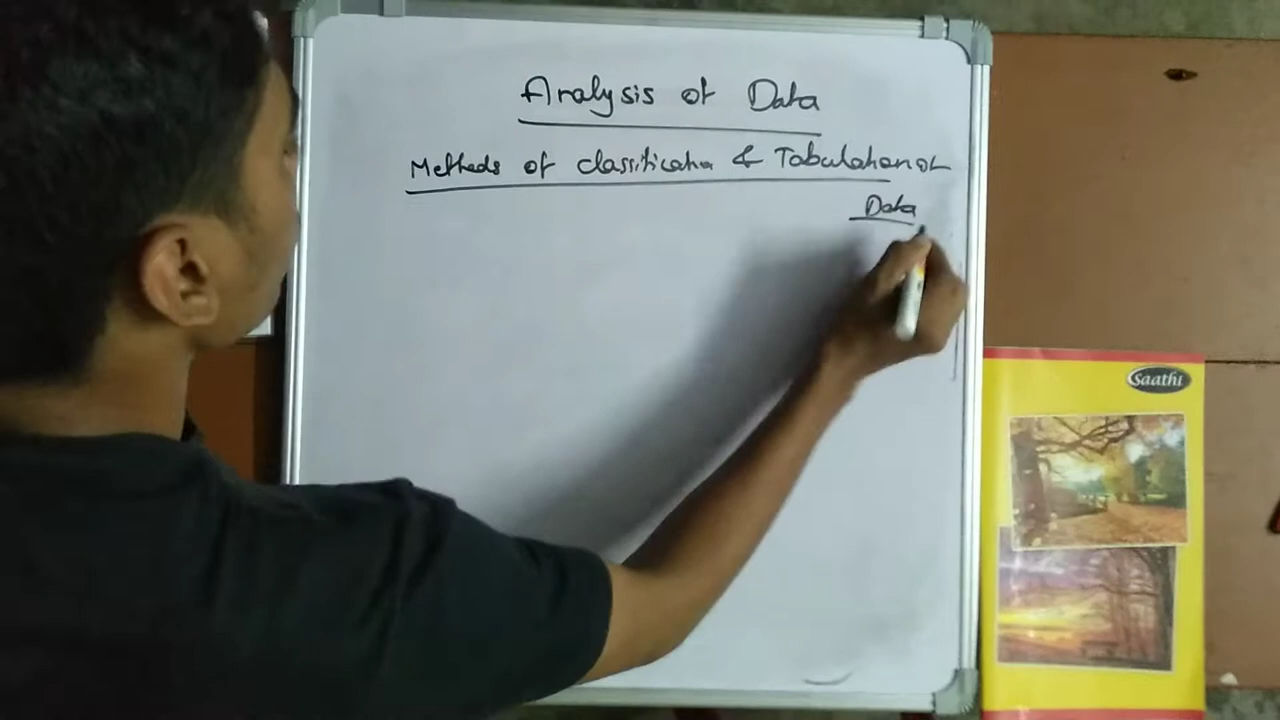 Analysis of Data
Methods of classification & Tabulation of
Data
Saathi